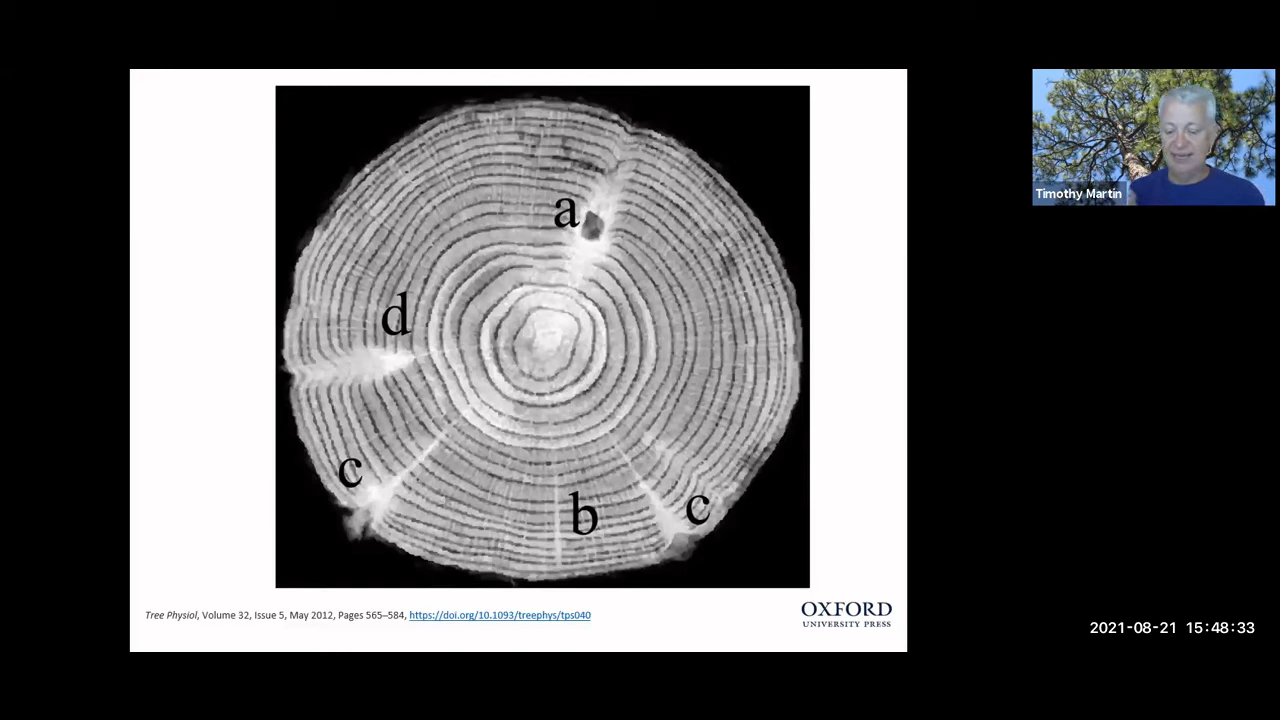 a
d
c
b
c
Tree Physiol, Volume 32, Issue 5, May 2012, Pages 565–584, https://doi.org/10.1093/treephys/tps040
OXFORD
UNIVERSITY PRESS
Timothy Martin
2021-08-21 15:48:33